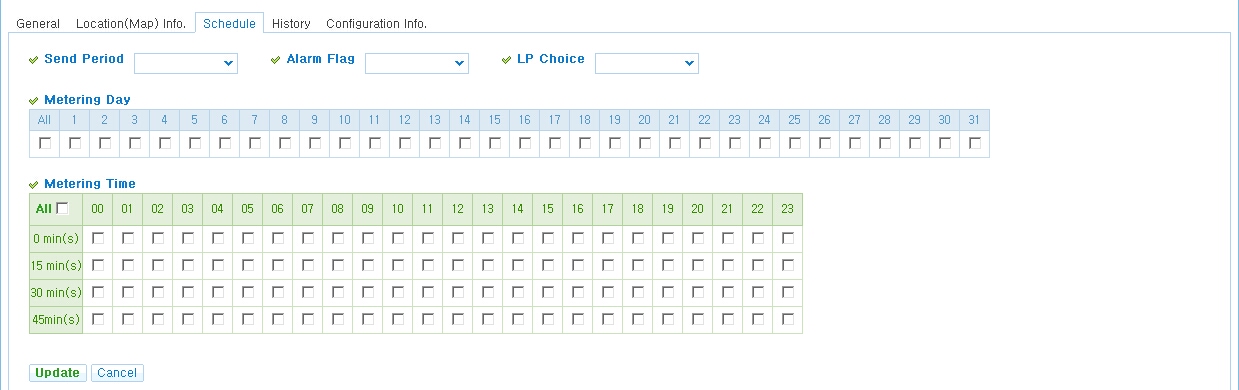 General Location(Map) Info. Schedule History Configuration Info.
Send Period Alarm Flag LP Choice
Metering Day
All 1 2 3 4 5 6 7 8 9 10 11 12 13 14 15 16 17 18 19 20 21 22 23 24 25 26 27 28 29 30 31
Metering Time
All 00 01 02 03 04 05 06 07 08 09 10 11 12 13 14 15 16 17 18 19 20 21 22 23
0 min(s)
15 min(s)
30 min(s)
45min(s)
Update Cancel